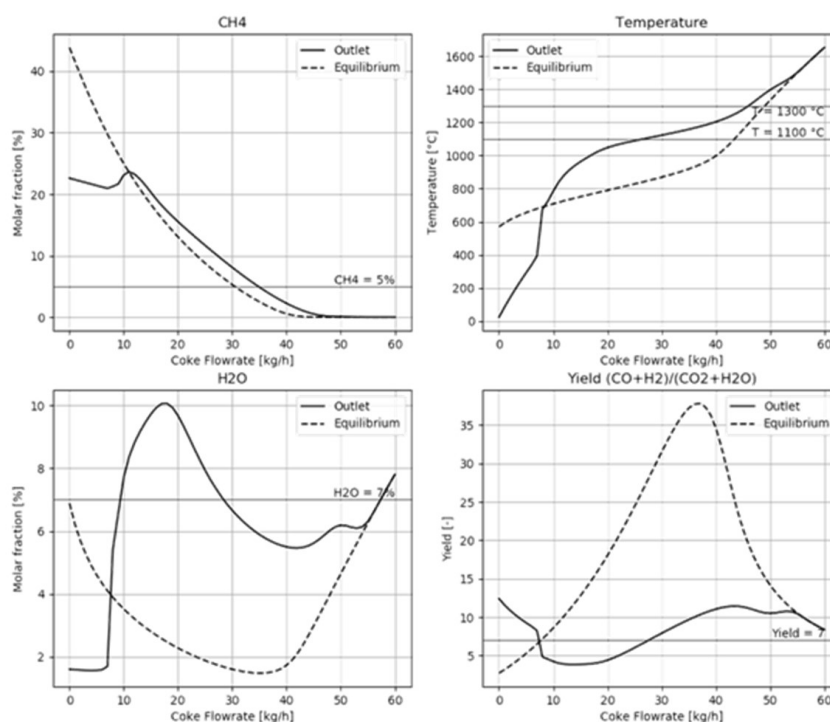 CH4
Outlet
Equilibrium
CH4 = 5%
Molar fraction [%]
0
10
20
30
40
0 10 20 30 40 50 60
Coke Flowrate [kg/h]
Temperature
Outlet
Equilibrium
T = 1300 °C
T = 1100 °C
Temperature [°C]
1600
1400
1200
1000
800
600
400
200
0
0 10 20 30 40 50 60
Coke Flowrate [kg/h]
H2O
Outlet
Equilibrium
H2O = 7%
Molar fraction [%]
10
8
6
4
2
0 10 20 30 40 50 60
Coke Flowrate [kg/h]
Yield (CO+H2)/(CO2+H2O)
Outlet
Equilibrium
Yield = 7
Yield [-]
35
30
25
20
15
10
5
0 10 20 30 40 50 60
Coke Flowrate [kg/h]